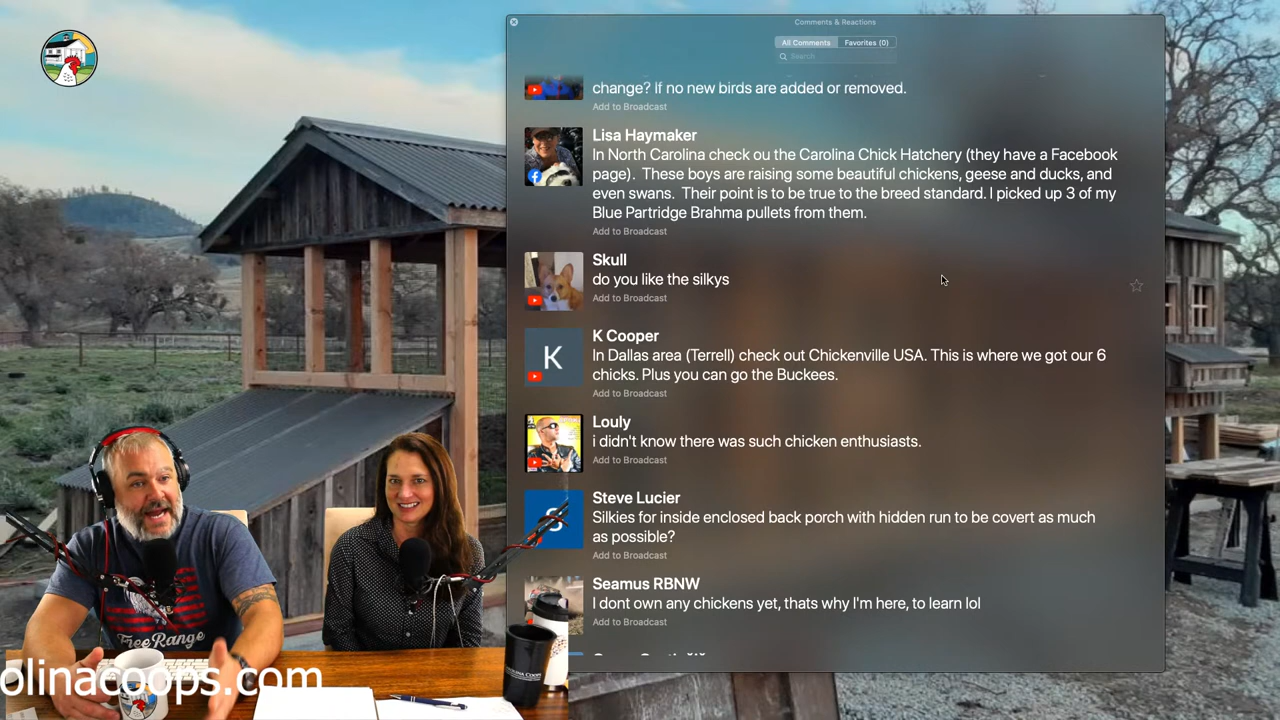 Comments & Reactions
All Comments
Favorites (0)
Search
change? If no new birds are added or removed.
Add to Broadcast
Lisa Haymaker
In North Carolina check ou the Carolina Chick Hatchery (they have a Facebook
page). These boys are raising some beautiful chickens, geese and ducks, and
even swans. Their point is to be true to the breed standard. I picked up 3 of my
Blue Partridge Brahma pullets from them.
Add to Broadcast
Skull
do you like the silkys
Add to Broadcast
K
K Cooper
In Dallas area (Terrell) check out Chickenville USA. This is where we got our 6
chicks. Plus you can go the Buckees.
Add to Broadcast
Louly
i didn't know there was such chicken enthusiasts.
Add to Broadcast
S
Steve Lucier
Silkies for inside enclosed back porch with hidden run to be covert as much
as possible?
Add to Broadcast
Seamus RBNW
I dont own any chickens yet, thats why I'm here, to learn lol
Add to Broadcast
Free Range
CAROLINA COOPS
olinacoops.com